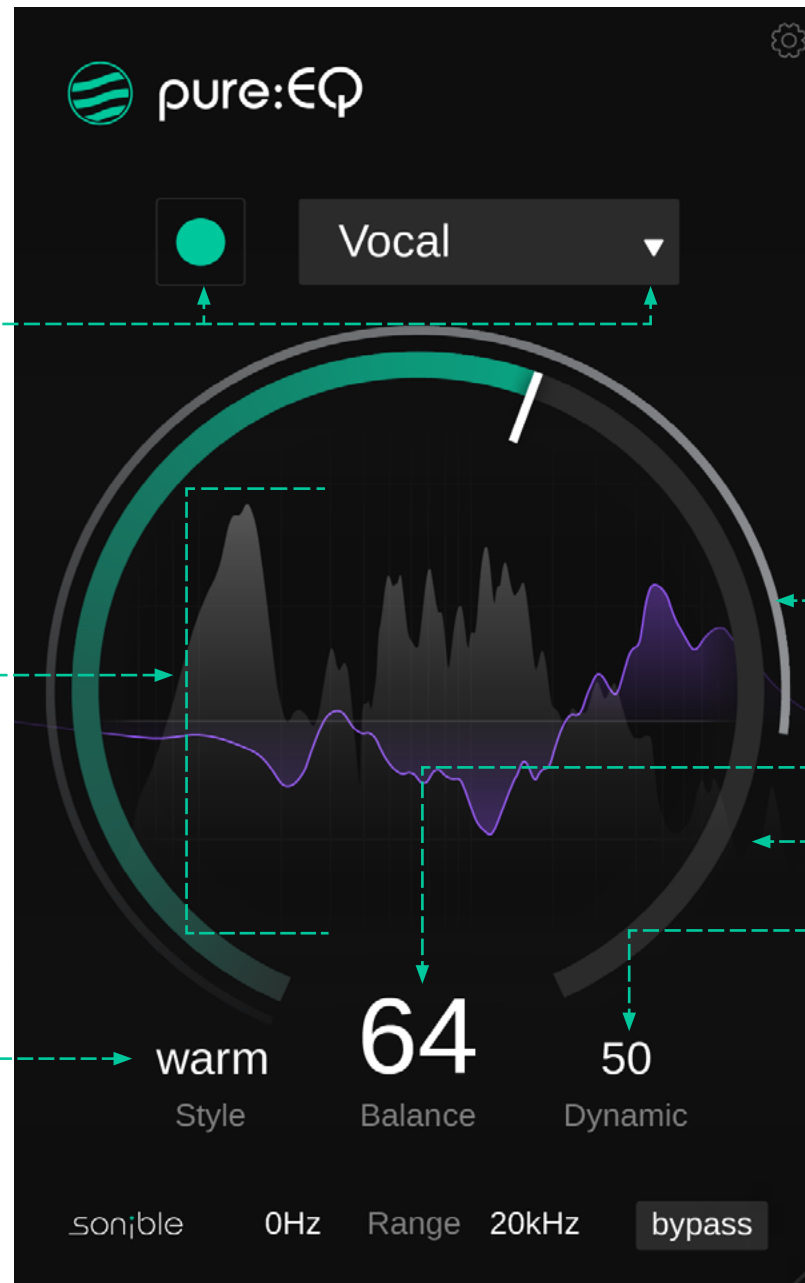 pure:EQ
Vocal
warm 64 50
Style Balance Dynamic
sonible 0Hz Range 20kHz bypass